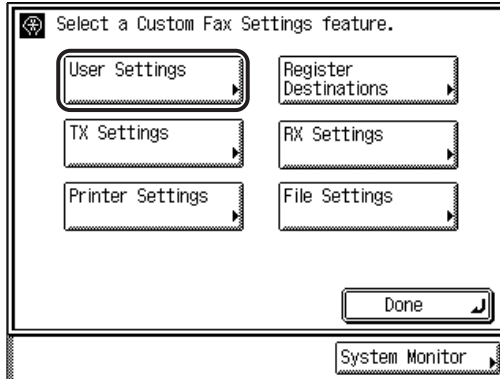 Select a Custom Fax Settings feature.
User Settings
Register
Destinations
TX Settings
RX Settings
Printer Settings
File Settings
Done
System Monitor